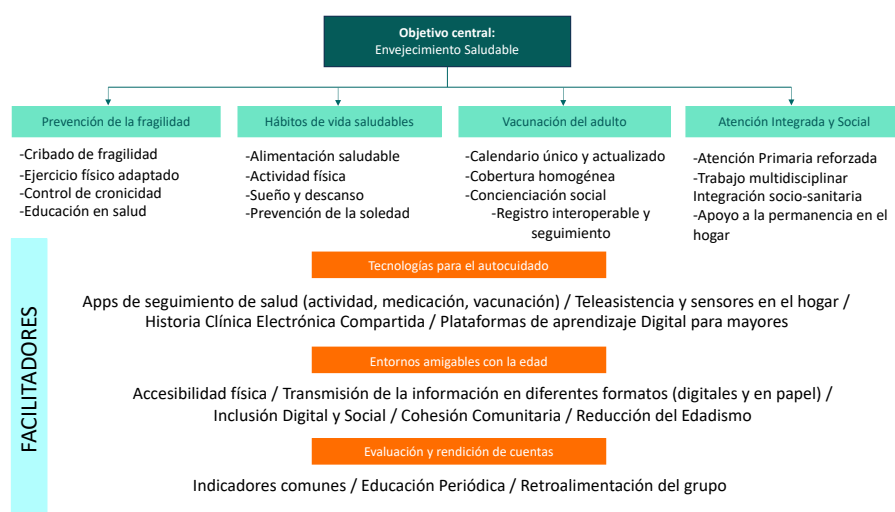 Objetivo central:
Envejecimiento Saludable
Prevención de la fragilidad
-Cribado de fragilidad
-Ejercicio físico adaptado
-Control de cronicidad
-Educación en salud
Hábitos de vida saludables
-Alimentación saludable
-Actividad física
-Sueño y descanso
-Prevención de la soledad
Vacunación del adulto
-Calendario único y actualizado
-Cobertura homogénea
-Concienciación social
-Registro interoperable y
seguimiento
Atención Integrada y Social
-Atención Primaria reforzada
-Trabajo multidisciplinar
Integración socio-sanitaria
-Apoyo a la permanencia en el
hogar
FACILITADORES
Tecnologías para el autocuidado
Apps de seguimiento de salud (actividad, medicación, vacunación) / Teleasistencia y sensores en el hogar /
Historia Clínica Electrónica Compartida / Plataformas de aprendizaje Digital para mayores
Entornos amigables con la edad
Accesibilidad física / Transmisión de la información en diferentes formatos (digitales y en papel) /
Inclusión Digital y Social / Cohesión Comunitaria / Reducción del Edadismo
Evaluación y rendición de cuentas
Indicadores comunes / Educación Periódica / Retroalimentación del grupo